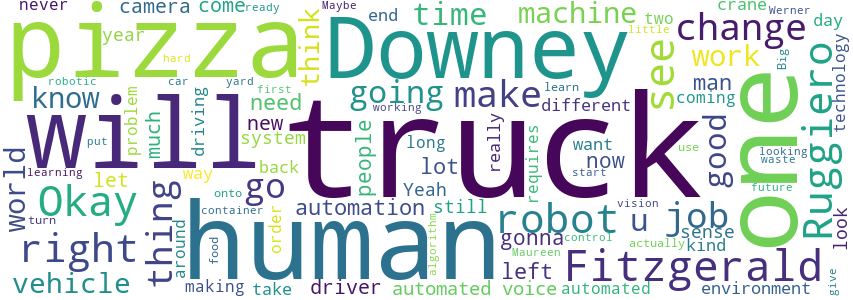 never camera come ready Maybe end time machine two crane Werner day
pizza Downey think change
year hard work little Big
robotic car yard first see man technology
know problem much driving need going make learn different coming
will new working
truck one
learning put system people long really want now good looking
world let way back lot requires start use waste
Okay thing go Yeah vision future Ruggiero
turn onto automation still robot u job sense
human
container order gonna control kind look
right around food algorithm Maureen actually
vehicle making take driver automated left voice Fitzgerald automated environment give